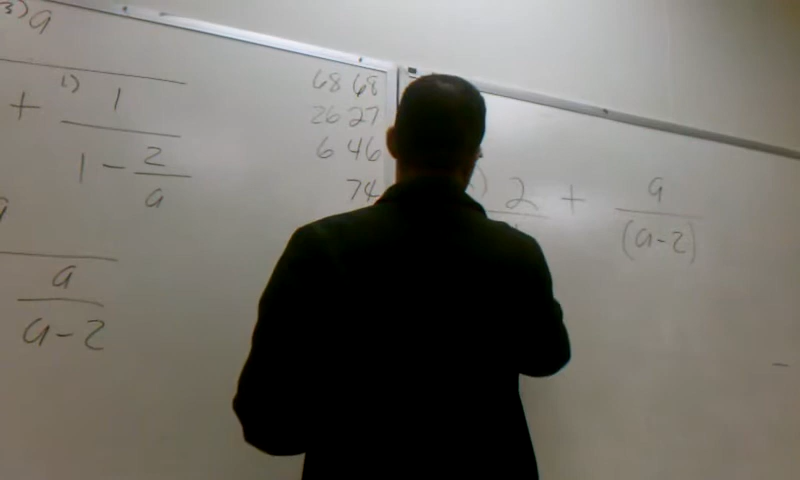 3) a
+ 1) 1
1 - 2
a
a
a - 2
68 68
26 27
6 46
74
) 2 + a
(a-2)